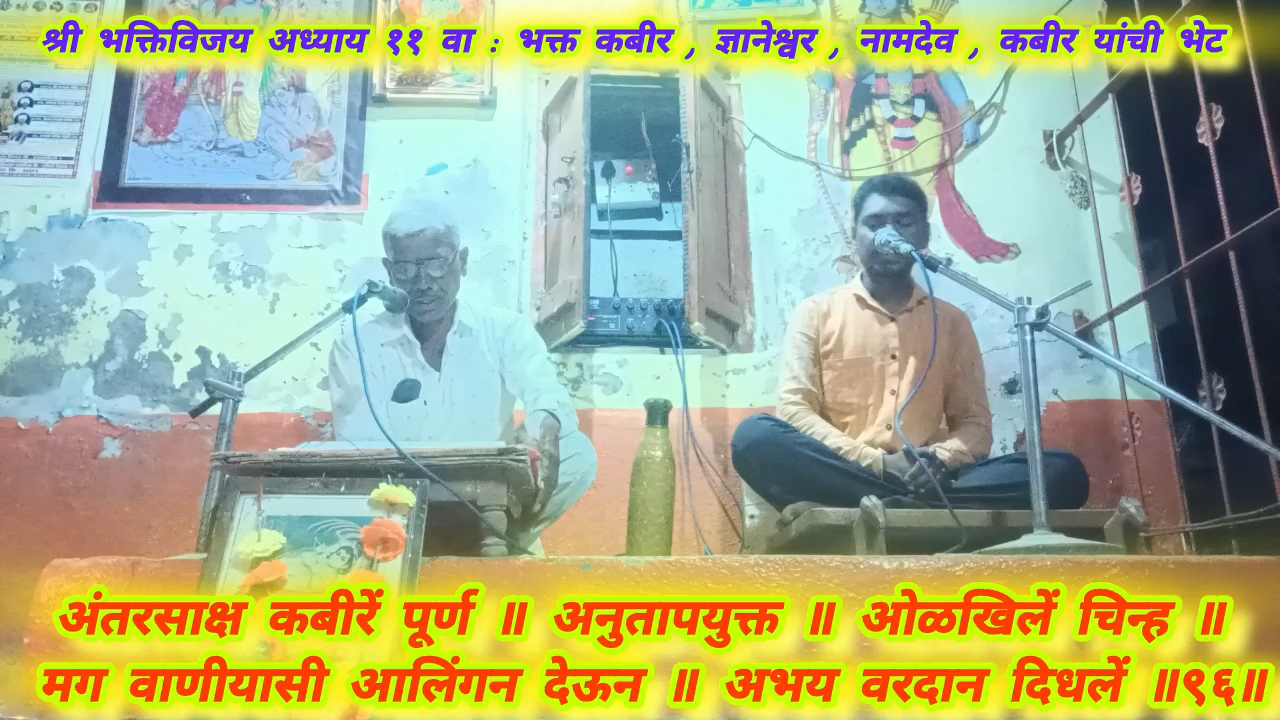 श्री भक्तिविजय अध्याय ११ वा : भक्त कबीर , ज्ञानेश्वर , नामदेव , कबीर यांची भेट
अंतरसाक्ष कबीरें पूर्ण ॥ अनुतापयुक्त ॥ ओळखिलें चिन्ह ॥
मग वाणीयासी आलिंगन देऊन ॥ अभय वरदान दिधलें ॥९६॥